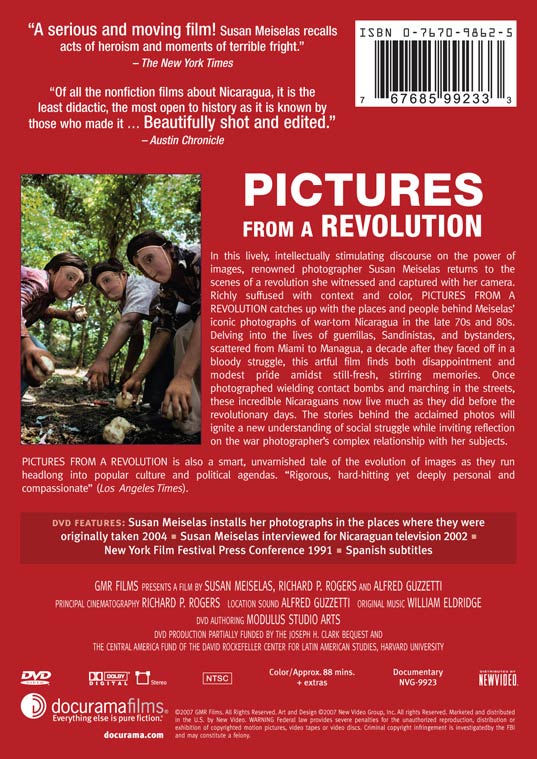 “A serious and moving film! Susan Meiselas recalls
acts of heroism and moments of terrible fright.”
– The New York Times
“Of all the nonfiction films about Nicaragua, it is the
least didactic, the most open to history as it is known by
those who made it … Beautifully shot and edited.”
– Austin Chronicle
ISBN 0-7670-9862-5
7 67685 99233 3
PICTURES
FROM A REVOLUTION
In this lively, intellectually stimulating discourse on the power of
images, renowned photographer Susan Meiselas returns to the
scenes of a revolution she witnessed and captured with her camera.
Richly suffused with context and color, PICTURES FROM A
REVOLUTION catches up with the places and people behind Meiselas’
iconic photographs of war-torn Nicaragua in the late 70s and 80s.
Delving into the lives of guerrillas, Sandinistas, and bystanders,
scattered from Miami to Managua, a decade after they faced off in a
bloody struggle, this artful film finds both disappointment and
modest pride amidst still-fresh, stirring memories. Once
photographed wielding contact bombs and marching in the streets,
these incredible Nicaraguans now live much as they did before the
revolutionary days. The stories behind the acclaimed photos will
ignite a new understanding of social struggle while inviting reflection
on the war photographer’s complex relationship with her subjects.
PICTURES FROM A REVOLUTION is also a smart, unvarnished tale of the evolution of images as they run
headlong into popular culture and political agendas. “Rigorous, hard-hitting yet deeply personal and
compassionate” (Los Angeles Times).
DVD FEATURES: Susan Meiselas installs her photographs in the places where they were
originally taken 2004 ■ Susan Meiselas interviewed for Nicaraguan television 2002 ■
New York Film Festival Press Conference 1991 ■ Spanish subtitles
GMR FILMS PRESENTS A FILM BY SUSAN MEISELAS, RICHARD P. ROGERS AND ALFRED GUZZETTI
PRINCIPAL CINEMATOGRAPHY RICHARD P. ROGERS LOCATION SOUND ALFRED GUZZETTI ORIGINAL MUSIC WILLIAM ELDRIDGE
DVD AUTHORING MODULUS STUDIO ARTS
DVD PRODUCTION PARTIALLY FUNDED BY THE JOSEPH H. CLARK BEQUEST AND
THE CENTRAL AMERICA FUND OF THE DAVID ROCKEFELLER CENTER FOR LATIN AMERICAN STUDIES, HARVARD UNIVERSITY
DVD VIDEO
DOLBY DIGITAL
Stereo
NTSC
Color/Approx. 88 mins.
+ extras
Documentary
NVG-9923
DISTRIBUTED BY
NEWVIDEO
docuramafilms®
Everything else is pure fiction.®
docurama.com
©2007 GMR Films. All Rights Reserved. Art and Design ©2007 New Video Group, Inc. All rights Reserved. Marketed and distributed
in the U.S. by New Video. WARNING Federal law provides severe penalties for the unauthorized reproduction, distribution or
exhibition of copyrighted motion pictures, video tapes or video discs. Criminal copyright infringement is investigatedby the FBI
and may constitute a felony.